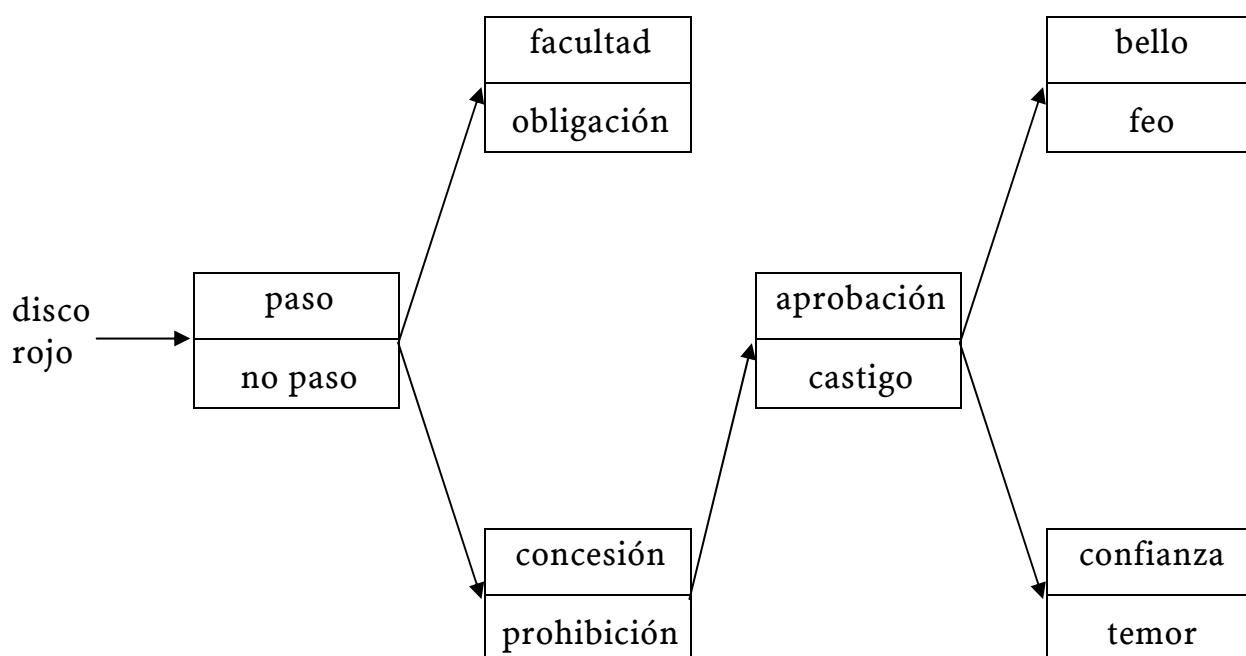 facultad
obligación
bello
feo
disco
rojo
paso
no paso
aprobación
castigo
concesión
prohibición
confianza
temor